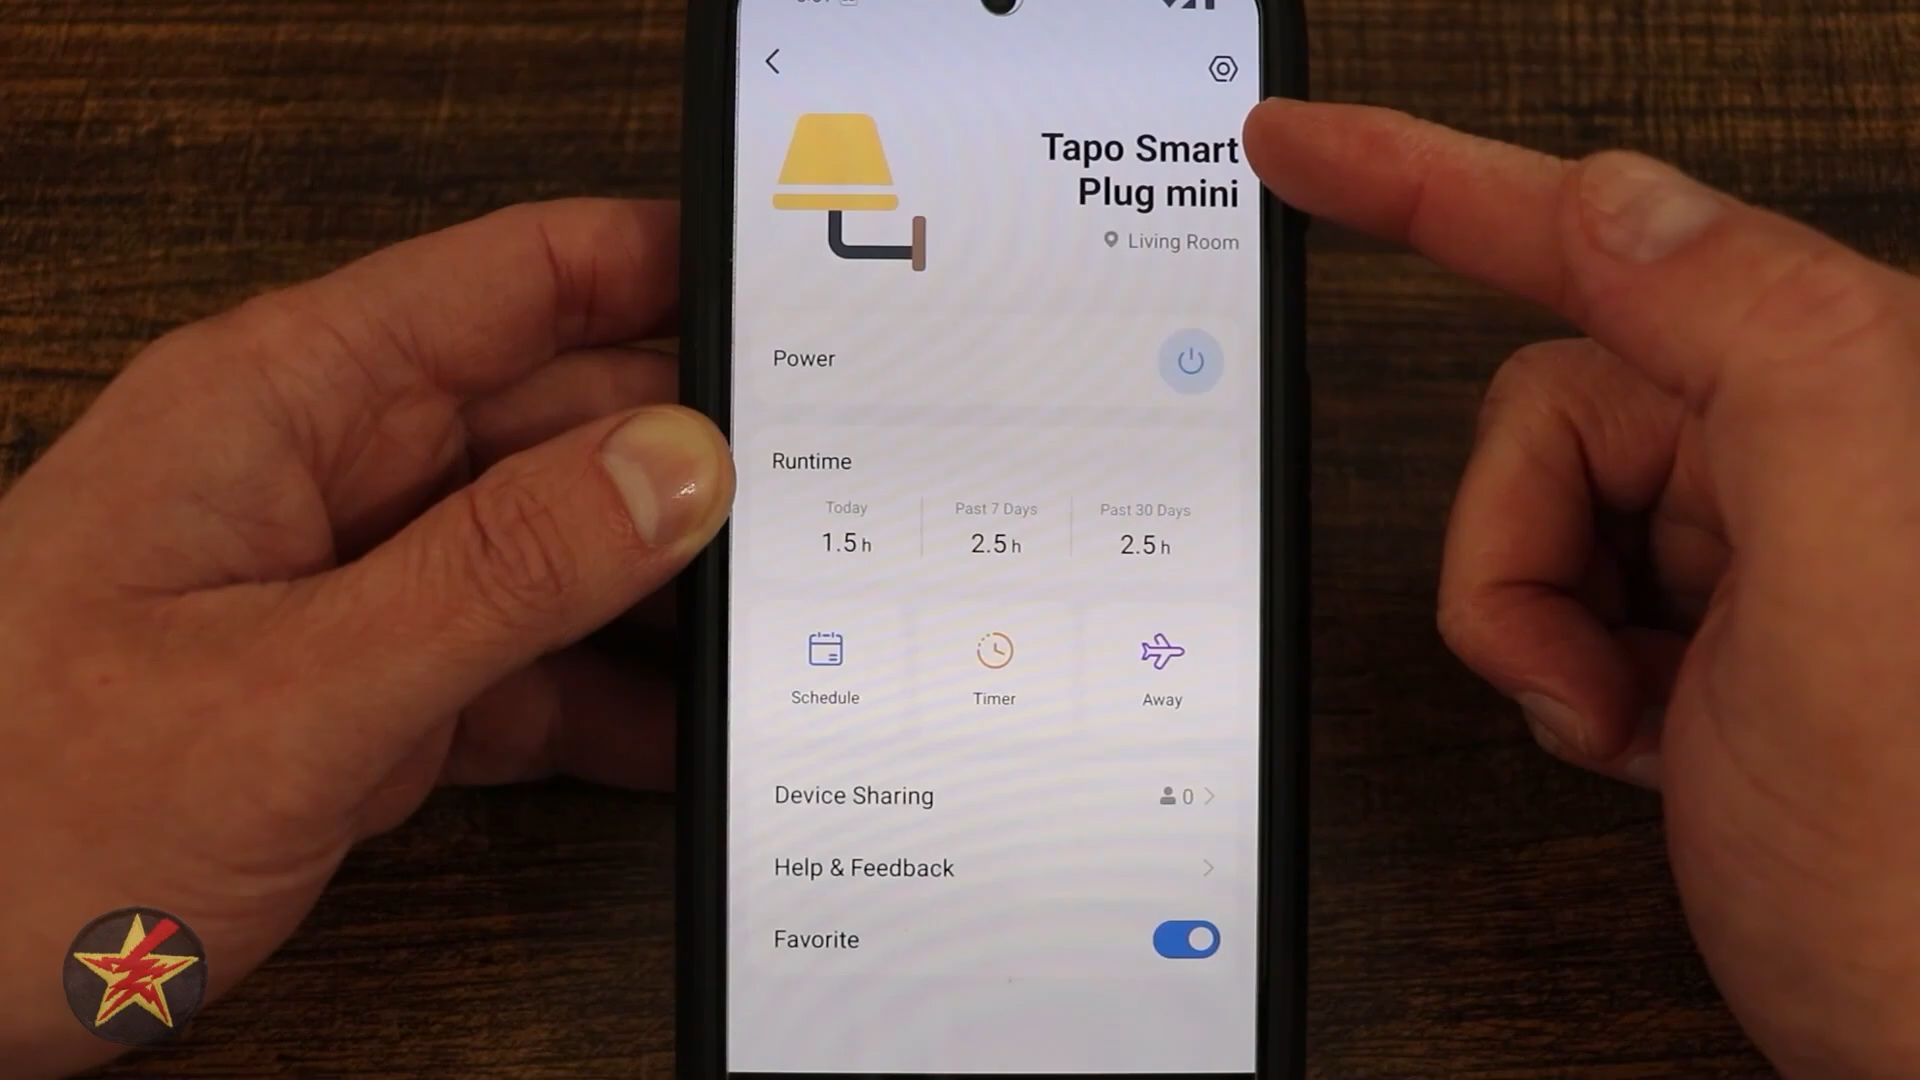 Tapo Smart
Plug mini
Living Room
Power
Runtime
Today
Past 7 Days
Past 30 Days
1.5 h
2.5 h
2.5 h
Schedule
Timer
Away
Device Sharing
0
Help & Feedback
Favorite